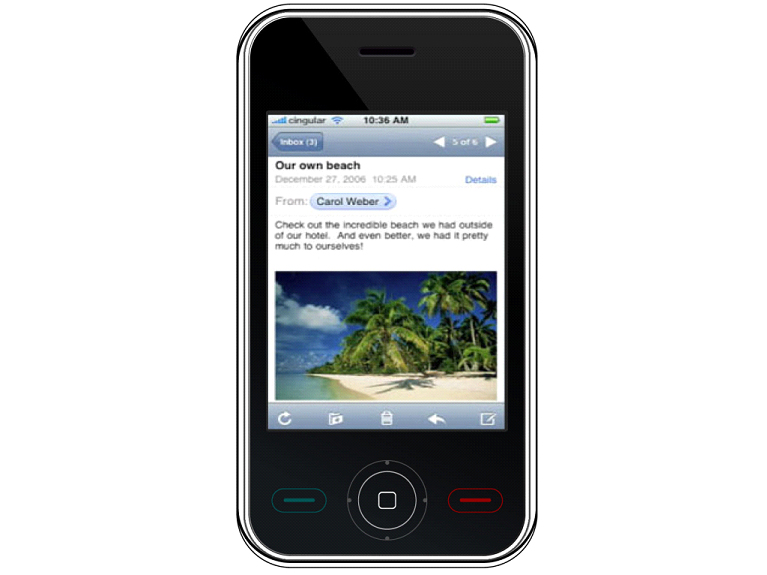 cingular 10:36 AM
Inbox (3) 5 of 6
Our own beach
December 27, 2006 10:25 AM Details
From: Carol Weber
Check out the incredible beach we had outside
of our hotel. And even better, we had it pretty
much to ourselves!